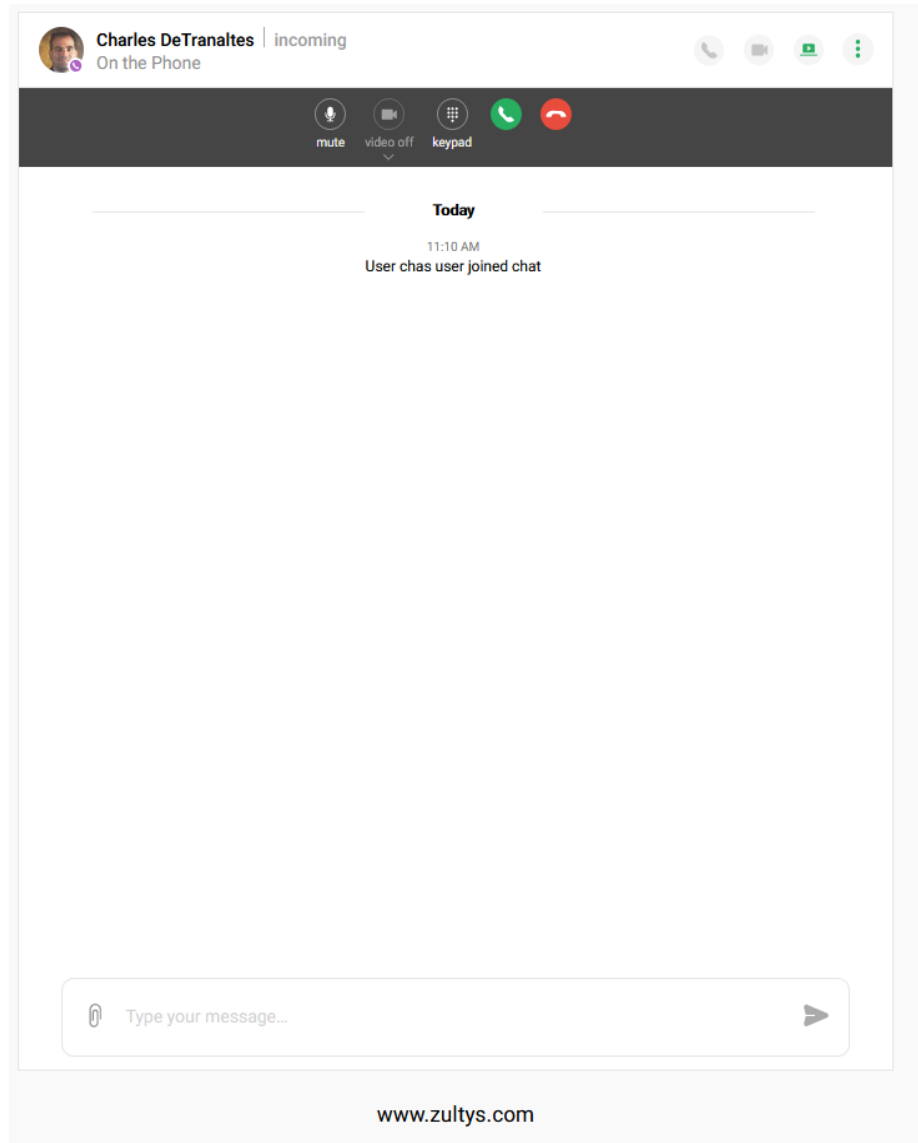 Charles DeTranaltes | incoming
On the Phone
mute video off keypad
Today
11:10 AM
User chas user joined chat
Type your message...
www.zultys.com